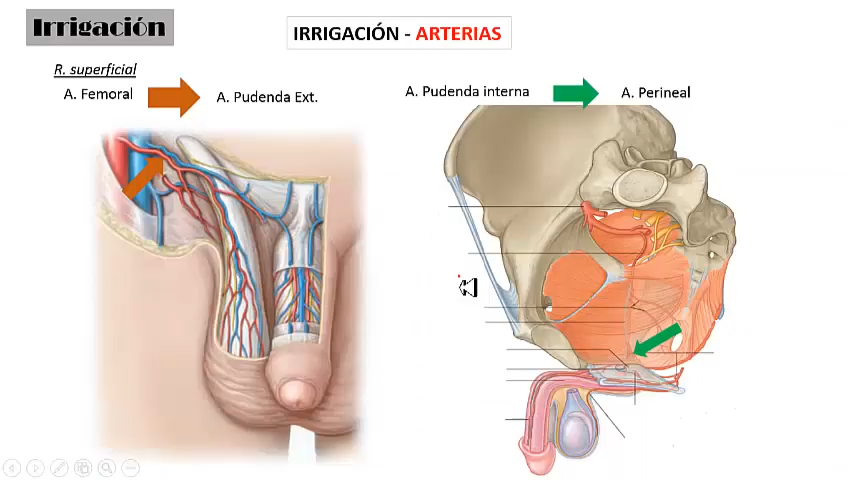 Irrigación
IRRIGACIÓN - ARTERIAS
R. superficial
A. Femoral
A. Pudenda Ext.
A. Pudenda interna
A. Perineal